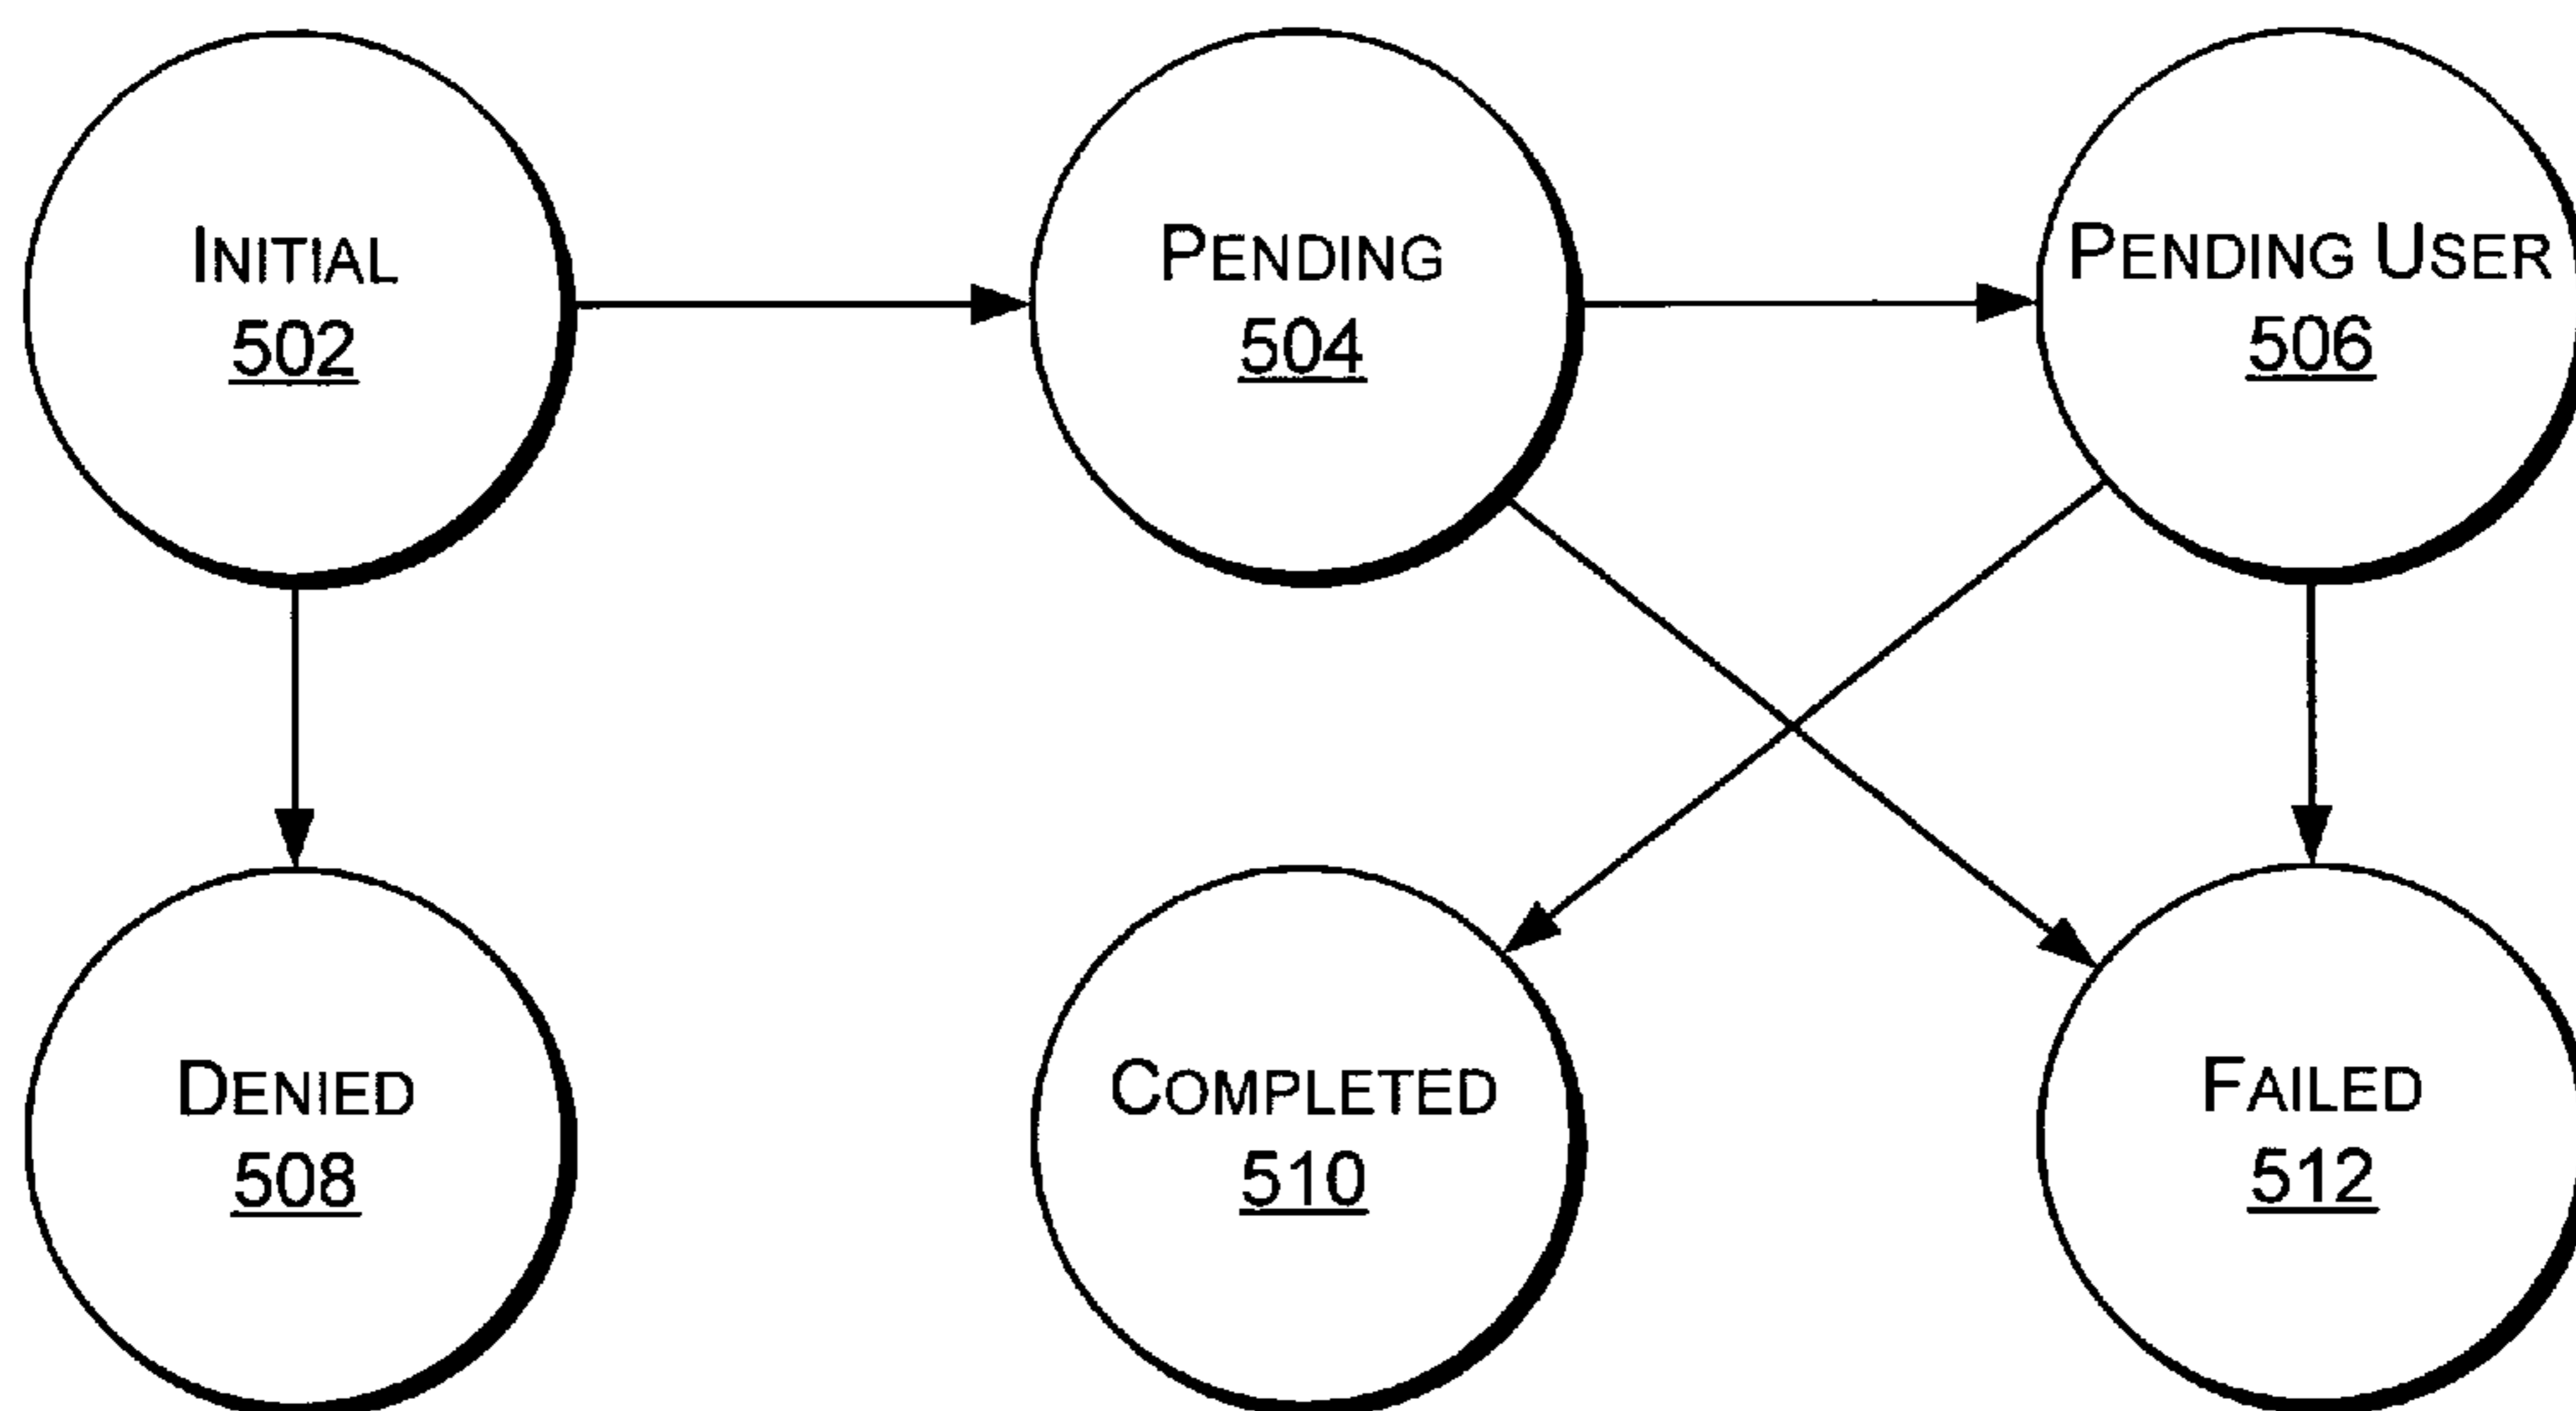 INITIAL
502
PENDING
504
PENDING USER
506
DENIED
508
COMPLETED
510
FAILED
512